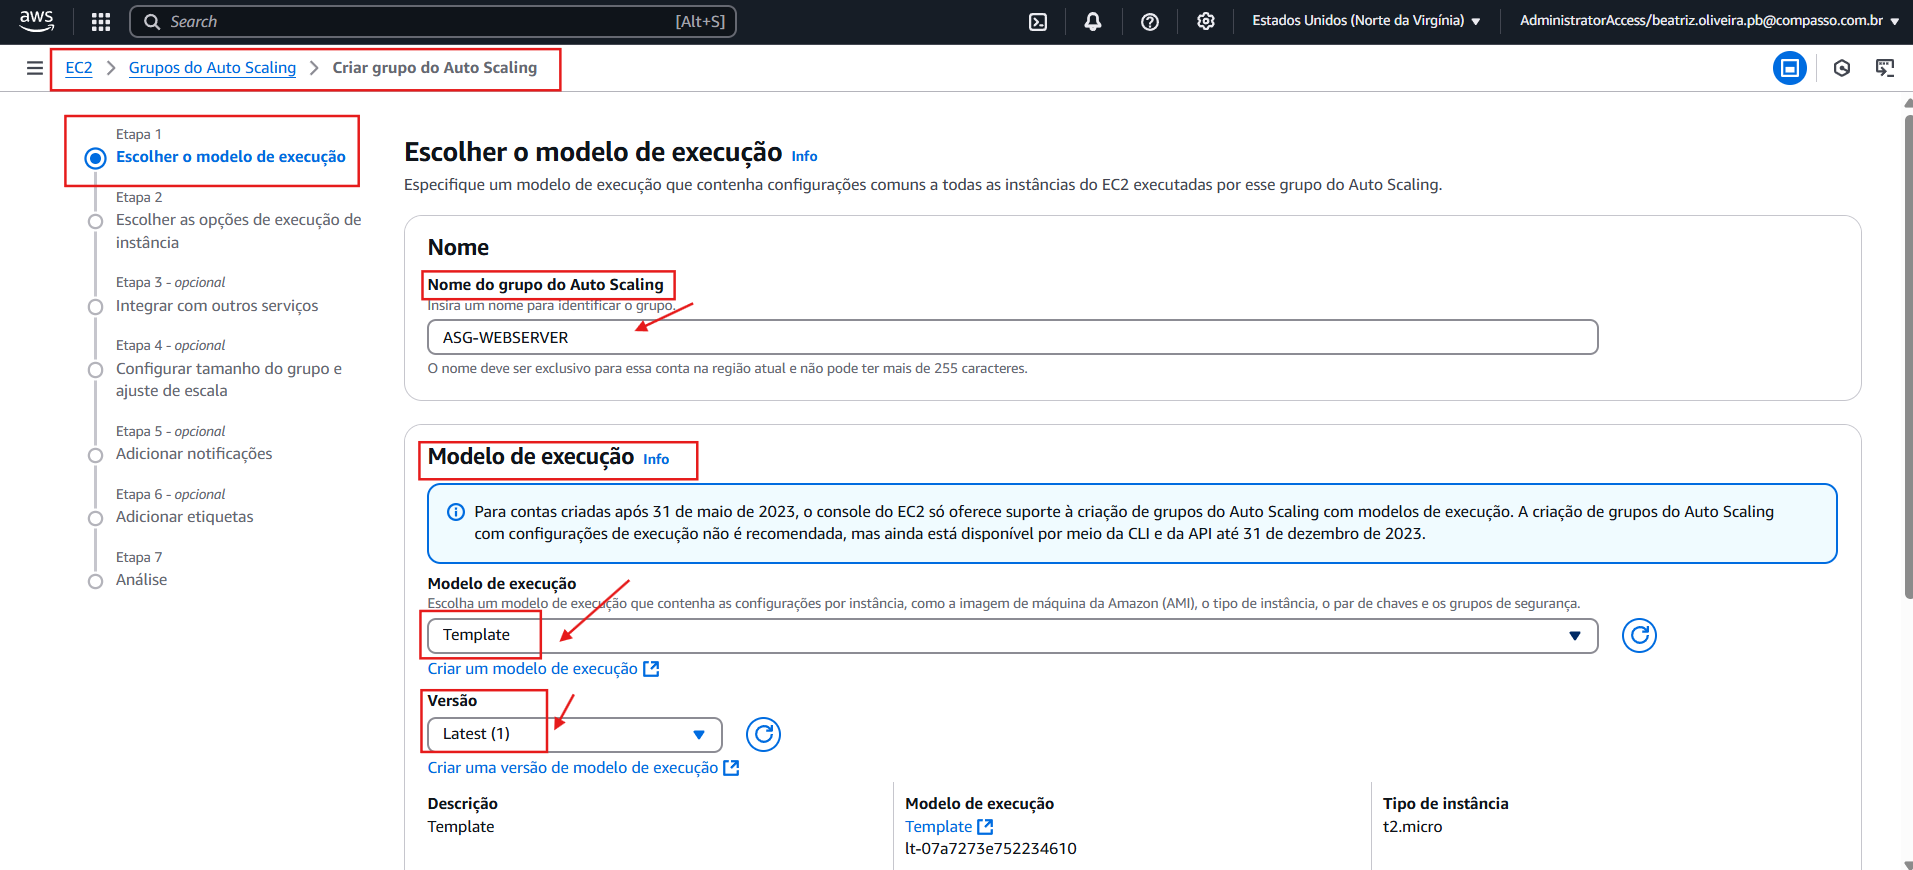 aws
Search
[Alt+S]
Estados Unidos (Norte da Virgínia)
AdministratorAccess/beatriz.oliveira.pb@compasso.com.br
EC2
Grupos do Auto Scaling
Criar grupo do Auto Scaling
Etapa 1
Escolher o modelo de execução
Etapa 2
Escolher as opções de execução de
instância
Etapa 3 - opcional
Integrar com outros serviços
Etapa 4 - opcional
Configurar tamanho do grupo e
ajuste de escala
Etapa 5 - opcional
Adicionar notificações
Etapa 6 - opcional
Adicionar etiquetas
Etapa 7
Análise
Escolher o modelo de execução Info
Especifique um modelo de execução que contenha configurações comuns a todas as instâncias do EC2 executadas por esse grupo do Auto Scaling.
Nome
Nome do grupo do Auto Scaling
Insira um nome para identificar o grupo.
ASG-WEBSERVER
O nome deve ser exclusivo para essa conta na região atual e não pode ter mais de 255 caracteres.
Modelo de execução Info
Para contas criadas após 31 de maio de 2023, o console do EC2 só oferece suporte à criação de grupos do Auto Scaling com modelos de execução. A criação de grupos do Auto Scaling
com configurações de execução não é recomendada, mas ainda está disponível por meio da CLI e da API até 31 de dezembro de 2023.
Modelo de execução
Escolha um modelo de execução que contenha as configurações por instância, como a imagem de máquina da Amazon (AMI), o tipo de instância, o par de chaves e os grupos de segurança.
Template
Criar um modelo de execução
Versão
Latest (1)
Criar uma versão de modelo de execução
Descrição
Template
Modelo de execução
Template
lt-07a7273e752234610
Tipo de instância
t2.micro